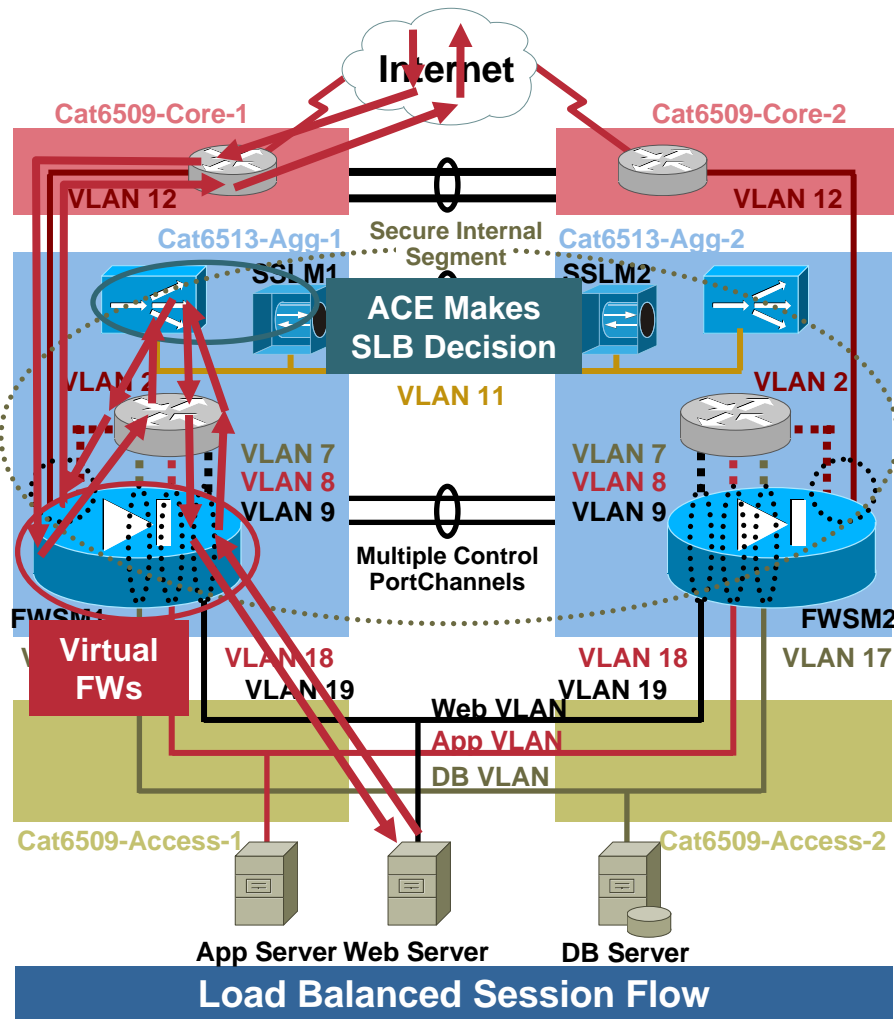 Internet
Cat6509-Core-1
Cat6509-Core-2
VLAN 12
VLAN 12
Secure Internal
Segment
Cat6513-Agg-1
Cat6513-Agg-2
SSLM1
SSLM2
ACE Makes
SLB Decision
VLAN 2
VLAN 2
VLAN 11
VLAN 7
VLAN 8
VLAN 9
VLAN 7
VLAN 8
VLAN 9
Multiple Control
PortChannels
FWSM1
FWSM2
Virtual
FWs
VLAN 18
VLAN 18
VLAN 17
VLAN 19
VLAN 19
Web VLAN
App VLAN
DB VLAN
Cat6509-Access-1
Cat6509-Access-2
App Server
Web Server
DB Server
Load Balanced Session Flow